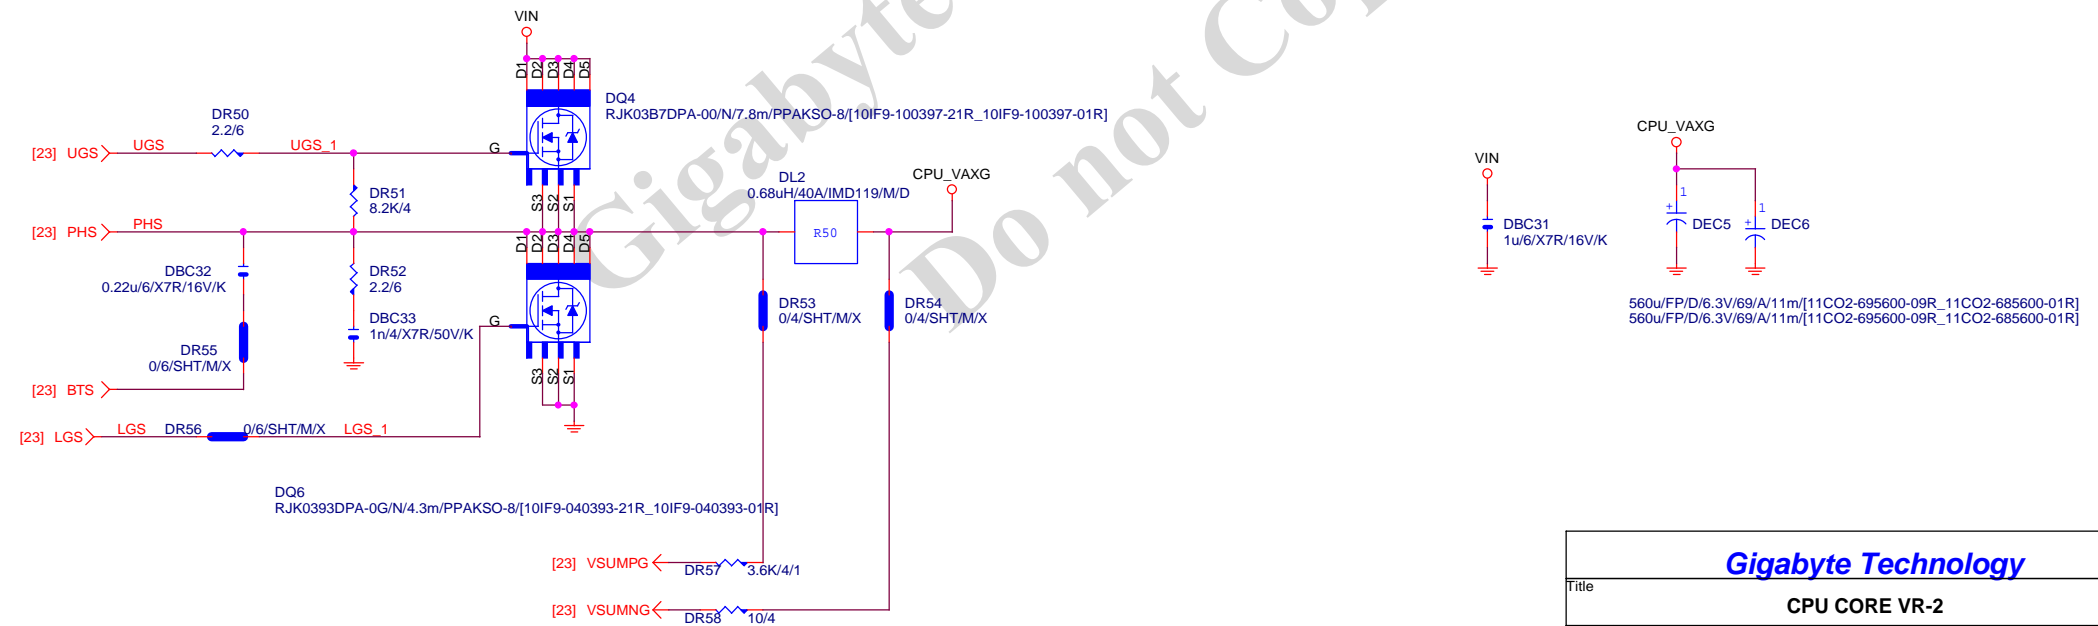 VIN
D1
D2
D3
D4
D5
DQ4
RJK03B7DPA-00/N/7.8m/PPAKSO-8/[10IF9-100397-21R_10IF9-100397-01R]
DR50
2.2/6
[23] UGS
UGS
UGS_1
G
DR51
8.2K/4
S3
S2
S1
DL2
0.68uH/40A/IMD119/M/D
CPU_VAXG
R50
[23] PHS
PHS
D1
D2
D3
D4
D5
DBC32
0.22u/6/X7R/16V/K
DR52
2.2/6
DBC33
1n/4/X7R/50V/K
G
DR53
0/4/SHT/M/X
DR54
0/4/SHT/M/X
DR55
0/6/SHT/M/X
S3
S2
S1
[23] BTS
[23] LGS
LGS
DR56
0/6/SHT/M/X
LGS_1
DQ6
RJK0393DPA-0G/N/4.3m/PPAKSO-8/[10IF9-040393-21R_10IF9-040393-01R]
[23] VSUMPG
DR57
3.6K/4/1
[23] VSUMNG
DR58
10/4
VIN
DBC31
1u/6/X7R/16V/K
CPU_VAXG
1
+
DEC5
1
+
DEC6
560u/FP/D/6.3V/69/A/11m/[11CO2-695600-09R_11CO2-685600-01R]
560u/FP/D/6.3V/69/A/11m/[11CO2-695600-09R_11CO2-685600-01R]
Gigabyte
Do not Cop
Gigabyte Technology
Title
CPU CORE VR-2